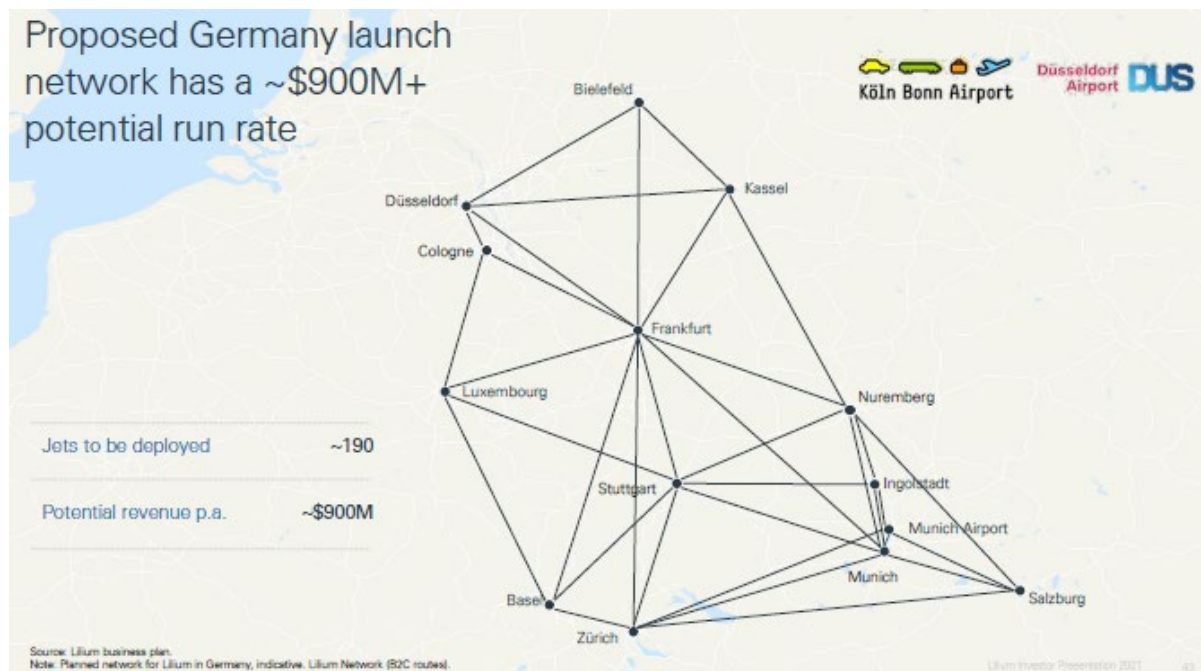 Proposed Germany launch
network has a ~$900M+
potential run rate
Köln Bonn Airport
Düsseldorf
Airport
DUS
Bielefeld
Kassel
Düsseldorf
Cologne
Frankfurt
Luxembourg
Nuremberg
Jets to be deployed ~190
Stuttgart
Ingolstadt
Potential revenue p.a. ~$900M
Munich Airport
Munich
Basel
Salzburg
Zürich
Source: Lilium business plan.
Note: Planned network for Lilium in Germany, indicative. Lilium Network (B2C routes).
Lilium Investor Presentation 2021